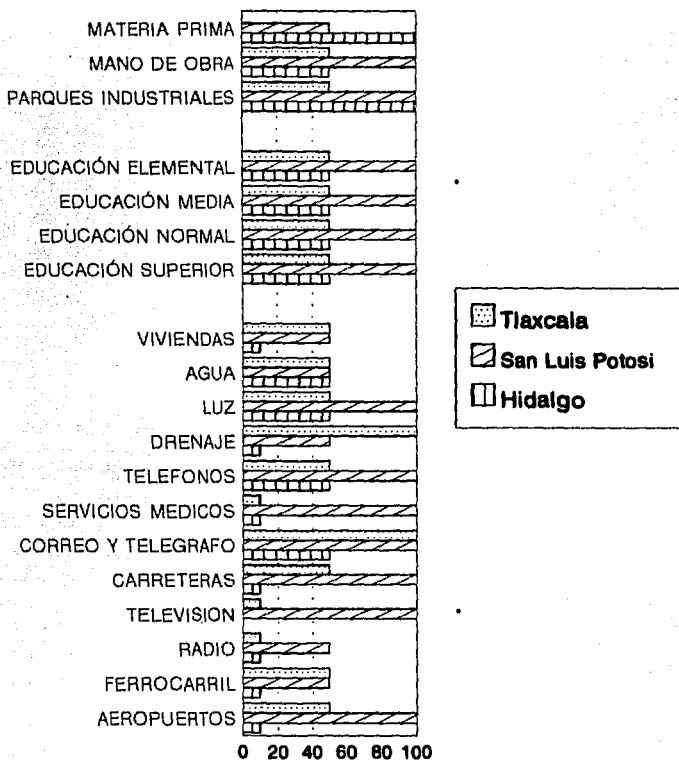 MATERIA PRIMA
MANO DE OBRA
PARQUES INDUSTRIALES
EDUCACIÓN ELEMENTAL
EDUCACIÓN MEDIA
EDUCACIÓN NORMAL
EDUCACIÓN SUPERIOR
VIVIENDAS
AGUA
LUZ
DRENAJE
TELEFONOS
SERVICIOS MEDICOS
CORREO Y TELEGRAFO
CARRETERAS
TELEVISION
RADIO
FERROCARRIL
AEROPUERTOS
0 20 40 60 80 100
Tlaxcala
San Luis Potosi
Hidalgo